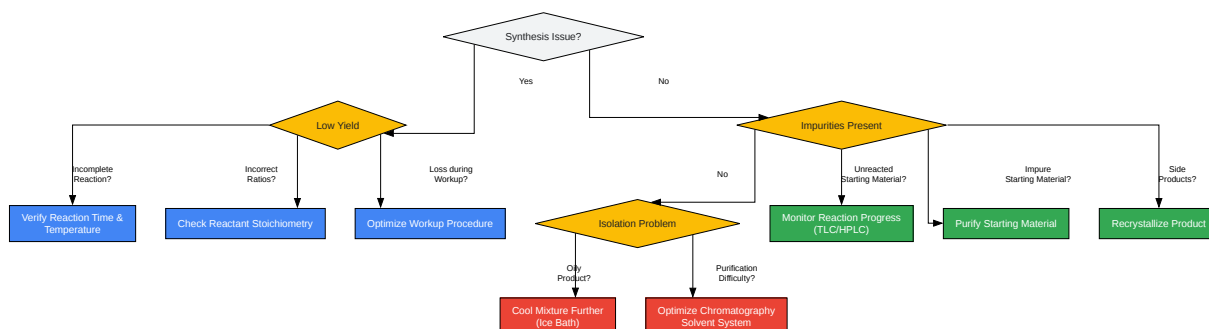 Synthesis Issue?
Yes
No
Low Yield
Impurities Present
Incomplete
Reaction?
Incorrect
Ratios?
Loss during
Workup?
No
Unreacted
Starting Material?
Impure
Starting Material?
Side
Products?
Verify Reaction Time &
Temperature
Check Reactant Stoichiometry
Optimize Workup Procedure
Isolation Problem
Monitor Reaction Progress
(TLC/HPLC)
Purify Starting Material
Recrystallize Product
Oily
Product?
Purification
Difficulty?
Cool Mixture Further
(Ice Bath)
Optimize Chromatography
Solvent System